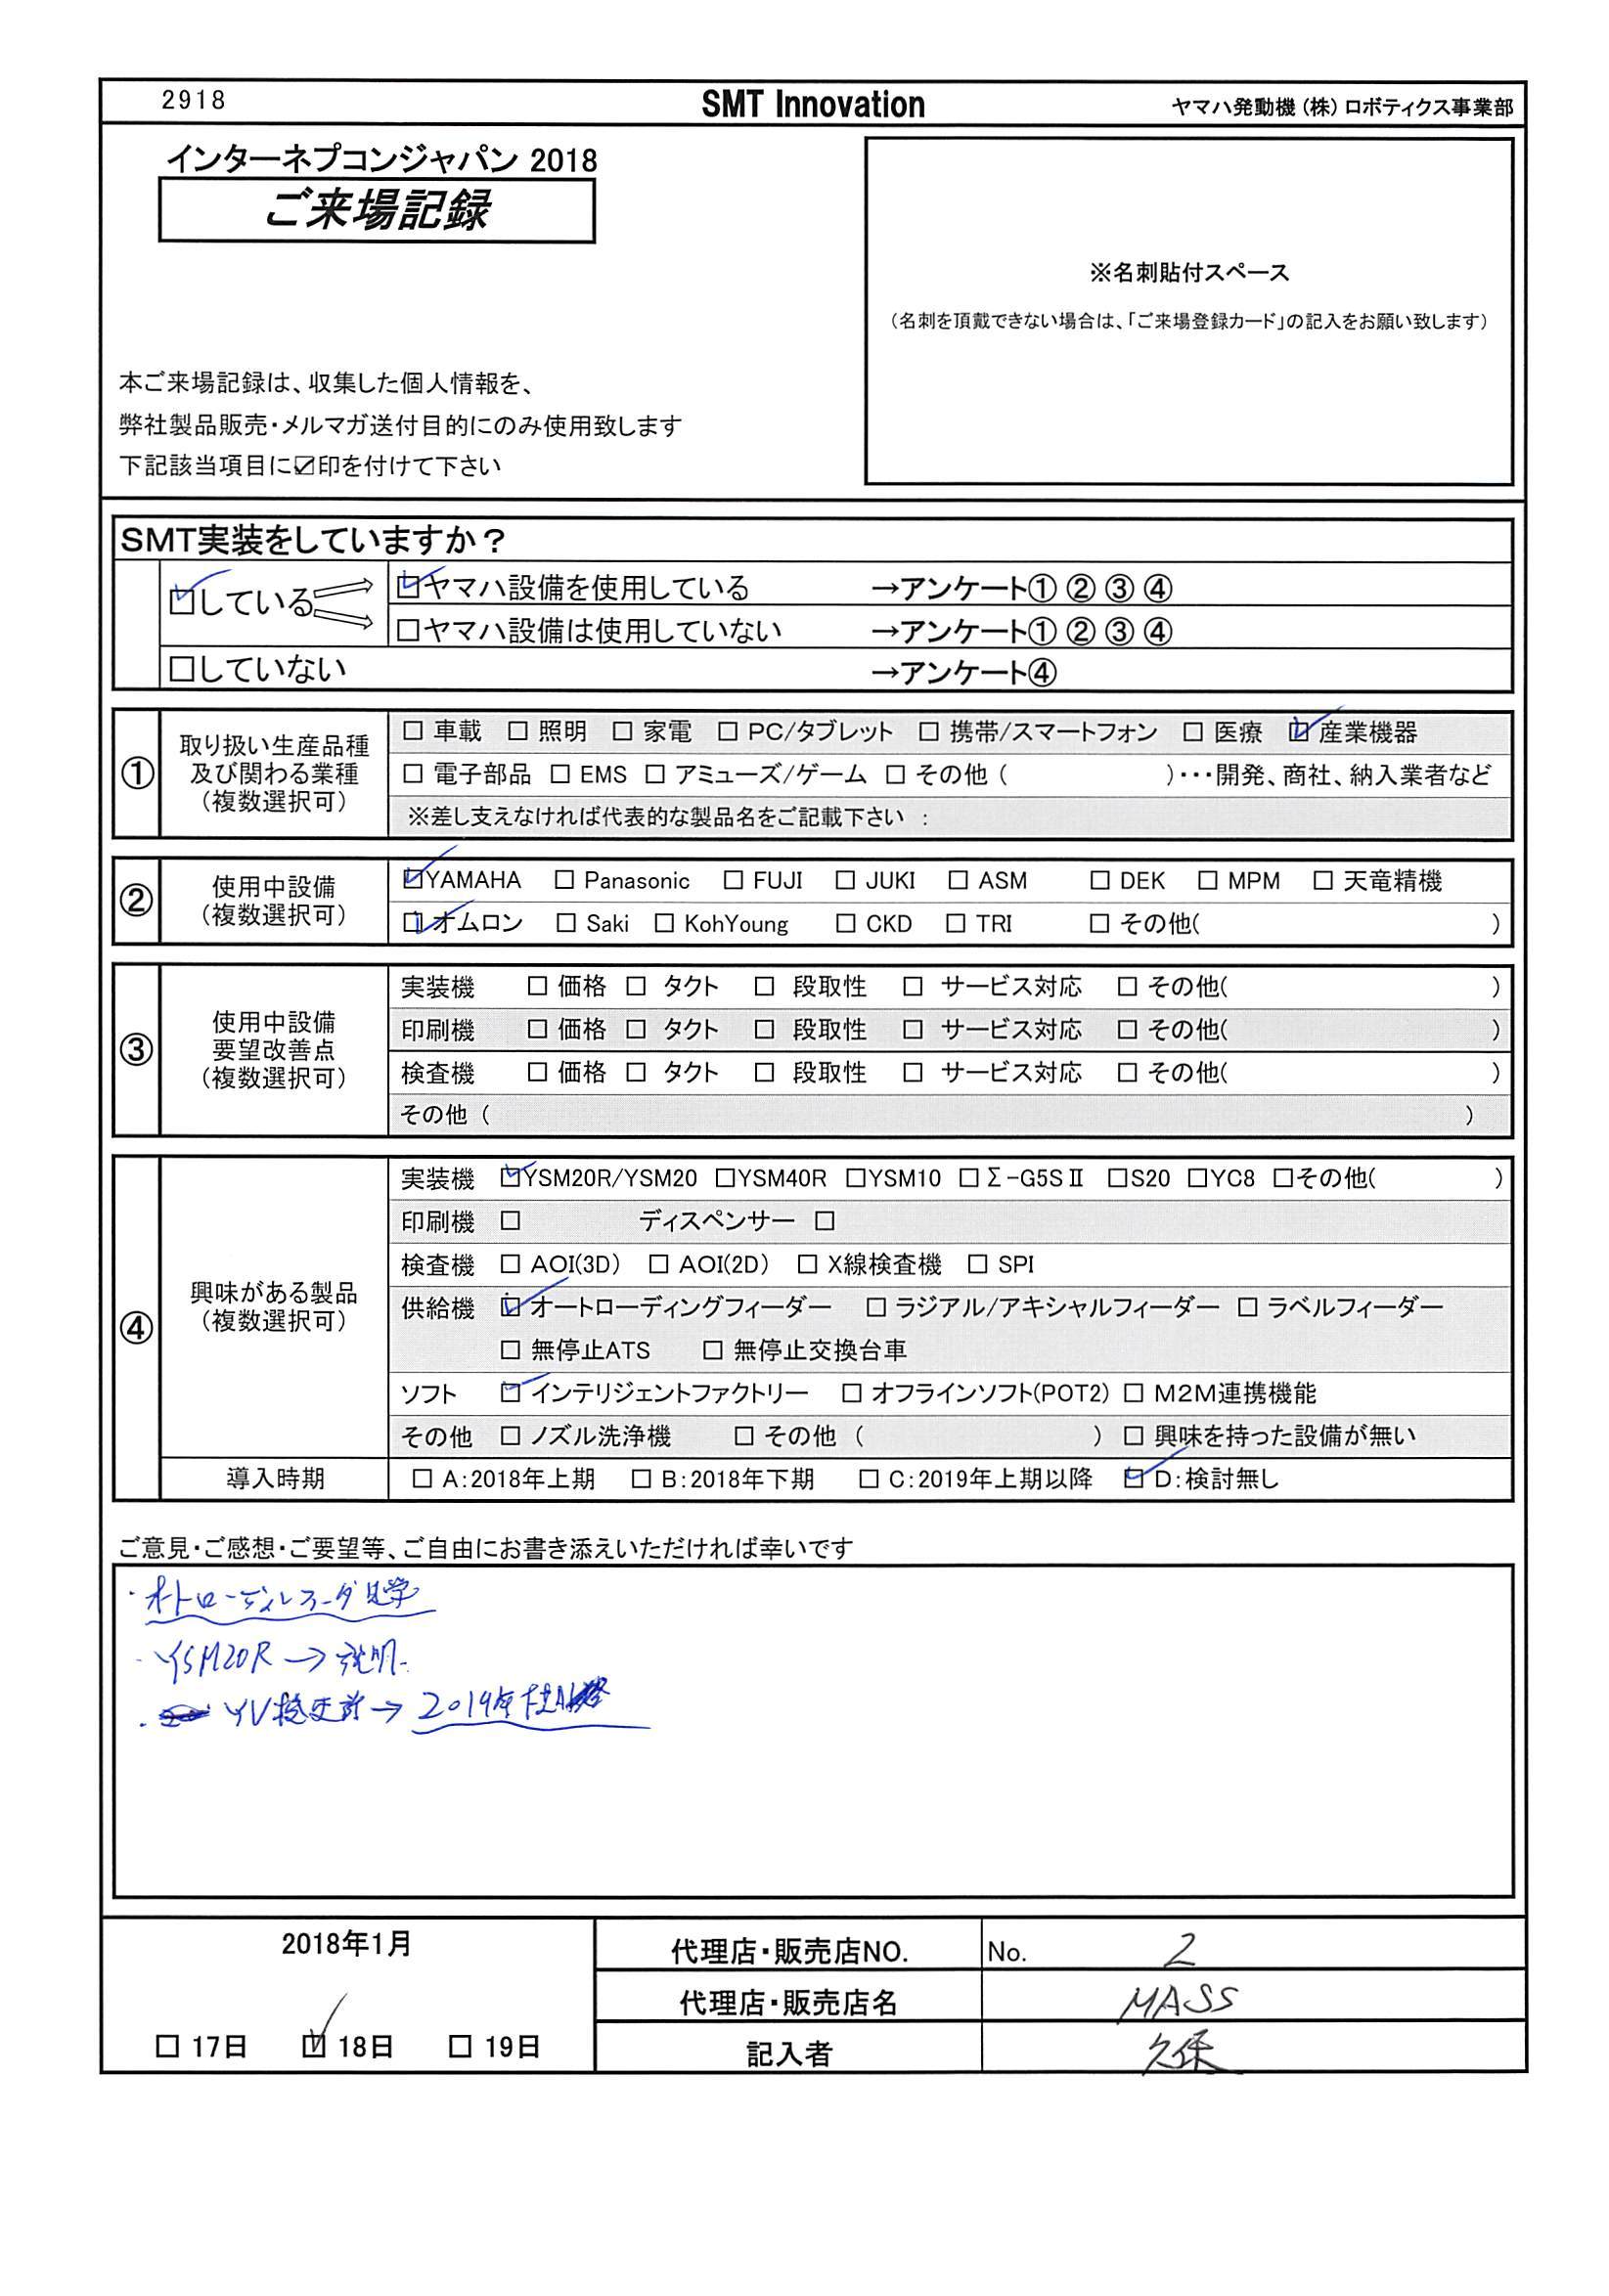 2918 SMT Innovation ヤマハ発動機（株）ロボティクス事業部
インターネプコンジャパン 2018
ご来場記録
※名刺貼付スペース
（名刺を頂戴できない場合は、「ご来場登録カード」の記入をお願い致します）
本ご来場記録は、収集した個人情報を、
弊社製品販売・メルマガ送付目的にのみ使用致します
下記該当項目に☑印を付けて下さい
SMT実装をしていますか？
☑している ☑ヤマハ設備を使用している →アンケート① ② ③ ④
□ヤマハ設備は使用していない →アンケート① ② ③ ④
□していない →アンケート④
① 取り扱い生産品種及び関わる業種（複数選択可）
□ 車載 □ 照明 □ 家電 □ PC/タブレット □ 携帯/スマートフォン □ 医療 ☑ 産業機器
□ 電子部品 □ EMS □ アミューズ/ゲーム □ その他（ ）・・・開発、商社、納入業者など
※差し支えなければ代表的な製品名をご記載下さい ：
② 使用中設備（複数選択可）
☑YAMAHA □ Panasonic □ FUJI □ JUKI □ ASM □ DEK □ MPM □ 天竜精機
☑オムロン □ Saki □ KohYoung □ CKD □ TRI □ その他( )
③ 使用中設備要望改善点（複数選択可）
実装機 □ 価格 □ タクト □ 段取性 □ サービス対応 □ その他( )
印刷機 □ 価格 □ タクト □ 段取性 □ サービス対応 □ その他( )
検査機 □ 価格 □ タクト □ 段取性 □ サービス対応 □ その他( )
その他（ ）
④ 興味がある製品（複数選択可）
実装機 ☑YSM20R/YSM20 □YSM40R □YSM10 □Σ-G5SⅡ □S20 □YC8 □その他( )
印刷機 □ ディスペンサー □
検査機 □ AOI(3D) □ AOI(2D) □ X線検査機 □ SPI
供給機 ☑ オートローディングフィーダー □ ラジアル/アキシャルフィーダー □ ラベルフィーダー
□ 無停止ATS □ 無停止交換台車
ソフト ☑ インテリジェントファクトリー □ オフラインソフト(POT2) □ M2M連携機能
その他 □ ノズル洗浄機 □ その他（ ） □ 興味を持った設備が無い
導入時期 □ A:2018年上期 □ B:2018年下期 □ C:2019年上期以降 ☑ D:検討無し
ご意見・ご感想・ご要望等、ご自由にお書き添えいただければ幸いです
・YSM20R → 説明
・YV 2019年
2018年1月
□ 17日 ☑ 18日 □ 19日
代理店・販売店NO. No. 2
代理店・販売店名 MASS
記入者 久保